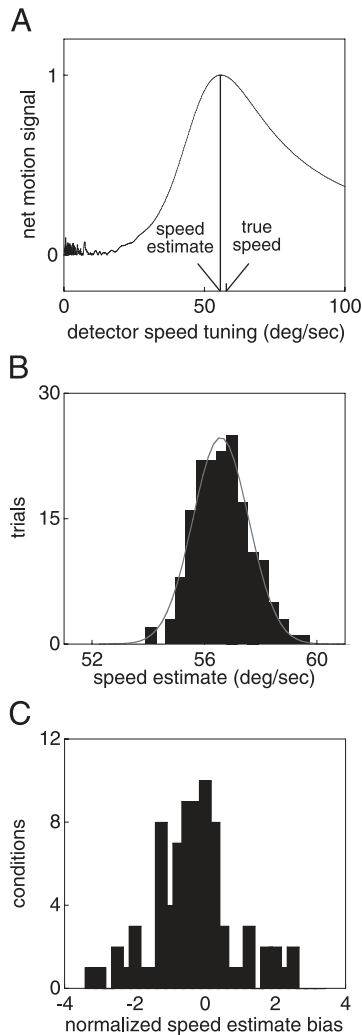 A
net motion signal
1
0
speed
estimate
true
speed
0
50
100
detector speed tuning (deg/sec)
B
trials
30
15
0
52
56
60
speed estimate (deg/sec)
C
conditions
12
8
4
0
-4
-2
0
2
4
normalized speed estimate bias